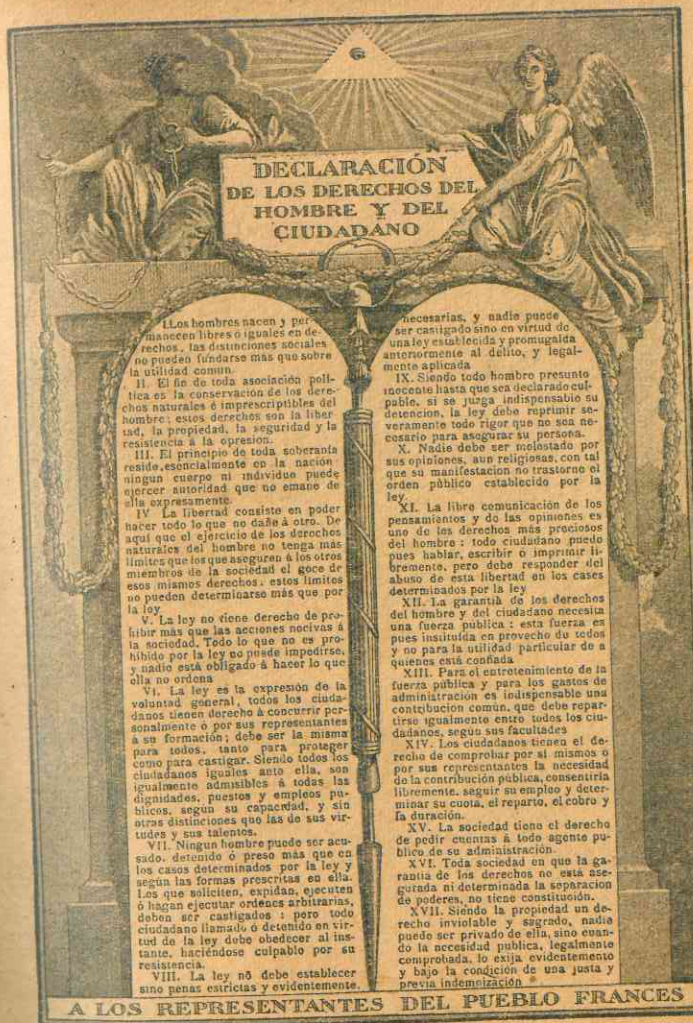 DECLARACIÓN
DE LOS DERECHOS DEL
HOMBRE Y DEL
CIUDADANO
I.Los hombres nacen y per-
manecen libres ó iguales en de-
rechos, las distinciones sociales
no pueden fundarse más que sobre
la utilidad común.
II. El fin de toda asociación polí-
tica es la conservación de los dere-
chos naturales é imprescriptibles del
hombre; estos derechos son la liber-
tad, la propiedad, la seguridad y la
resistencia á la opresión.
III. El principio de toda soberanía
reside esencialmente en la nación
ningun cuerpo ni individuo puede
ejercer autoridad que no emane de
ella expresamente.
IV La libertad consiste en poder
hacer todo lo que no dañe á otro. De
aquí que el ejercicio de los derechos
naturales del hombre no tenga más
límites que los que aseguren á los otros
miembros de la sociedad el goce de
esos mismos derechos. estos límites
no pueden determinarse más que por
la ley
V. La ley no tiene derecho de pro-
hibir más que las acciones nocivas á
la sociedad. Todo lo que no es pro-
hibido por la ley no puede impedirse,
y nadie está obligado á hacer lo que
ella no ordena
VI. La ley es la expresión de la
voluntad general, todos los ciuda-
danos tienen derecho á concurrir per-
sonalmente ó por sus representantes
á su formación; debe ser la misma
para todos, tanto para proteger
como para castigar. Siendo todos los
ciudadanos iguales ante ella, son
igualmente admisibles á todas las
dignidades, puestos y empleos pú-
blicos, según su capacidad, y sin
otras distinciones que las de sus vir-
tudes y sus talentos.
VII. Ningun hombre puede ser acu-
sado, detenido ó preso más que en
los casos determinados por la ley y
según las formas prescritas en ella.
Los que soliciten, expidan, ejecuten
ó hagan ejecutar ordenes arbitrarias,
deben ser castigados : pero todo
ciudadano llamado ó detenido en vir-
tud de la ley debe obedecer al ins-
tante, haciéndose culpable por su
resistencia.
VIII. La ley no debe establecer
sino penas estrictas y evidentemente.
necesarias, y nadie puede
ser castigado sino en virtud de
una ley establecida y promulgada
anteriormente al delito, y legal-
mente aplicada
IX. Siendo todo hombre presunto
inocente hasta que sea declarado cul-
pable, si se juzga indispensable su
detención, la ley debe reprimir se-
veramente todo rigor que no sea ne-
cesario para asegurar su persona.
X. Nadie debe ser molestado por
sus opiniones, aun religiosas, con tal
que su manifestacion no trastorne el
orden público establecido por la
ley.
XI. La libre comunicación de los
pensamientos y de las opiniones es
uno de los derechos más preciosos
del hombre : todo ciudadano puede
pues hablar, escribir ó imprimir li-
bremente, pero debe responder del
abuso de esta libertad en los casos
determinados por la ley
XII. La garantía de los derechos
del hombre y del ciudadano necesita
una fuerza pública : esta fuerza es
pues instituida en provecho de todos
y no para la utilidad particular de a
quienes está confiada
XIII. Para el entretenimiento de la
fuerza pública y para los gastos de
administración es indispensable una
contribución común, que debe repar-
tirse igualmente entre todos los ciu-
dadanos, según sus facultades
XIV. Los ciudadanos tienen el de-
recho de comprobar por sí mismos o
por sus representantes la necesidad
de la contribución pública, consentirla
libremente, seguir su empleo y deter-
minar su cuota, el reparto, el cobro y
la duración.
XV. La sociedad tiene el derecho
de pedir cuentas á todo agente pú-
blico de su administración.
XVI. Toda sociedad en que la ga-
rantía de los derechos no está ase-
gurada ni determinada la separación
de poderes, no tiene constitución.
XVII. Siendo la propiedad un de-
recho inviolable y sagrado, nadie
puede ser privado de ella, sino cuan-
do la necesidad publica, legalmente
comprobada, lo exija evidentemente
y bajo la condición de una justa y
previa indemnización
A LOS REPRESENTANTES DEL PUEBLO FRANCES